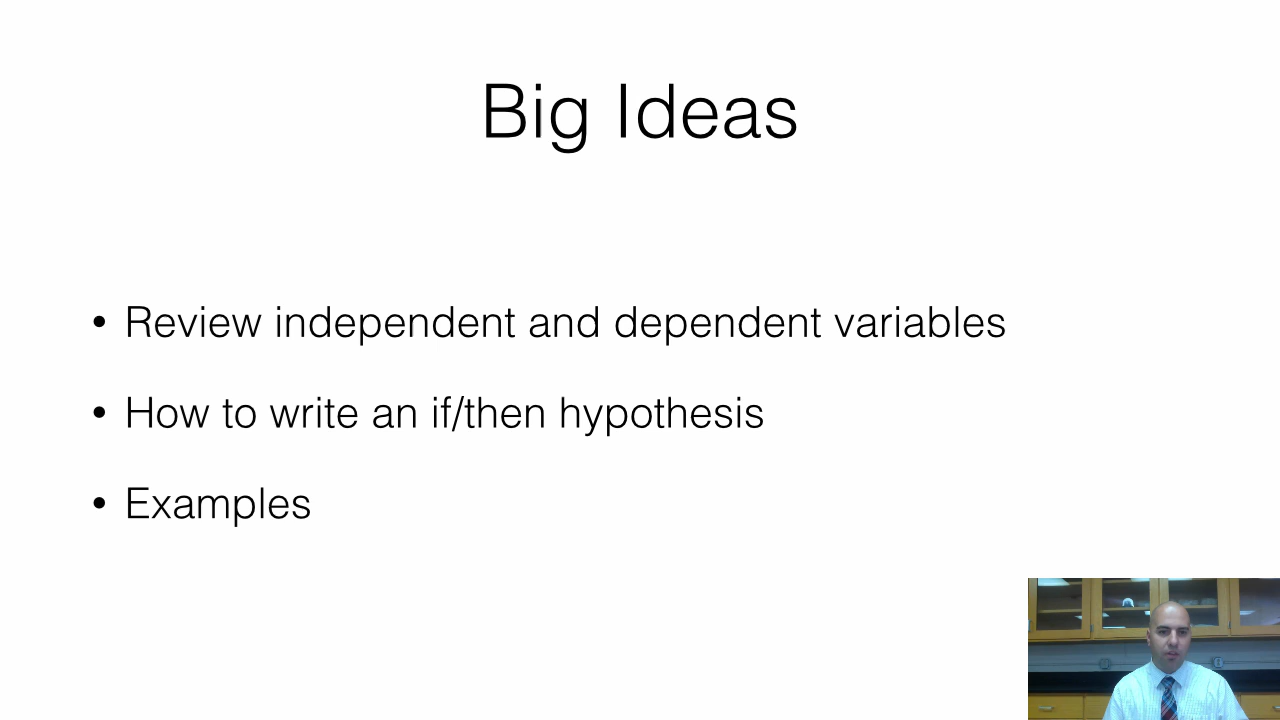 Big Ideas
• Review independent and dependent variables
• How to write an if/then hypothesis
• Examples